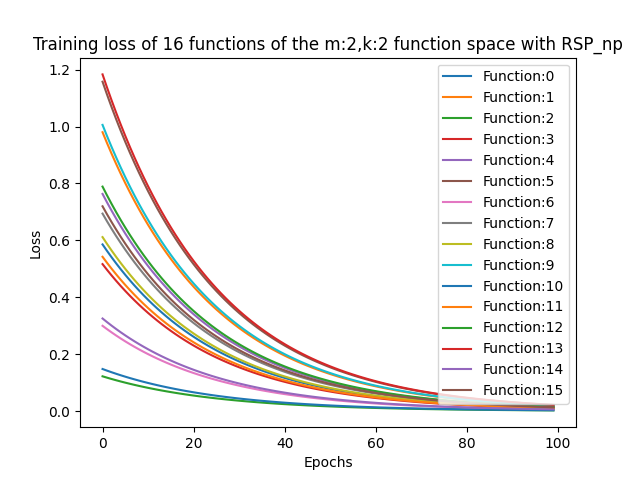 Training loss of 16 functions of the m:2,k:2 function space with RSP_np
1.2
1.0
0.8
0.6
0.4
0.2
0.0
Loss
0
20
40
60
80
100
Epochs
Function:0
Function:1
Function:2
Function:3
Function:4
Function:5
Function:6
Function:7
Function:8
Function:9
Function:10
Function:11
Function:12
Function:13
Function:14
Function:15